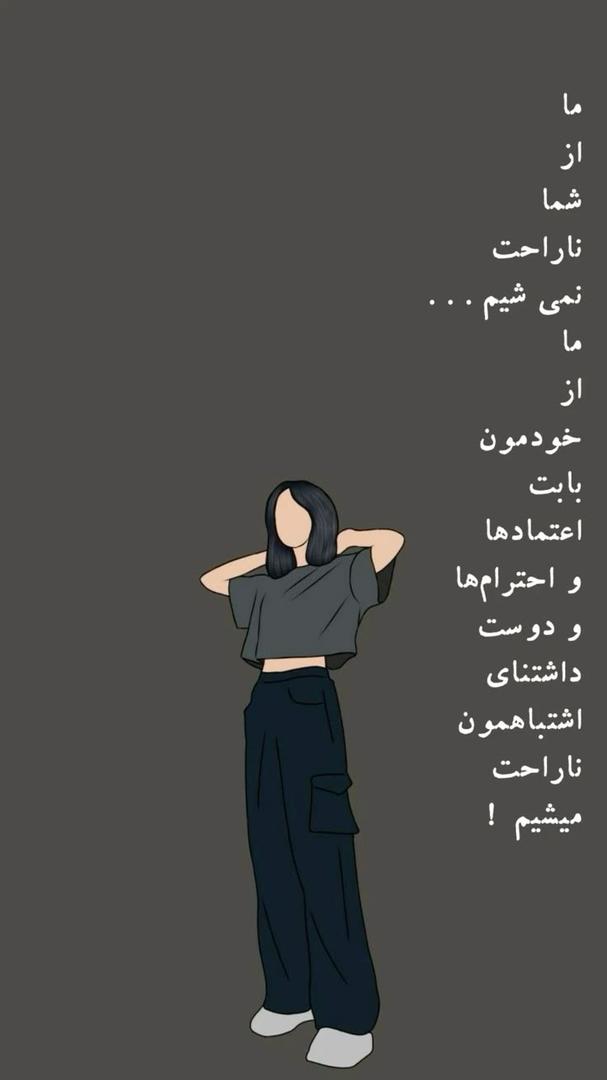 ما
از
شما
ناراحت
نمی شیم...
ما
از
خودمون
بابت
اعتمادها
و احترام‌ها
و دوست
داشتنای
اشتباهمون
ناراحت
میشیم !